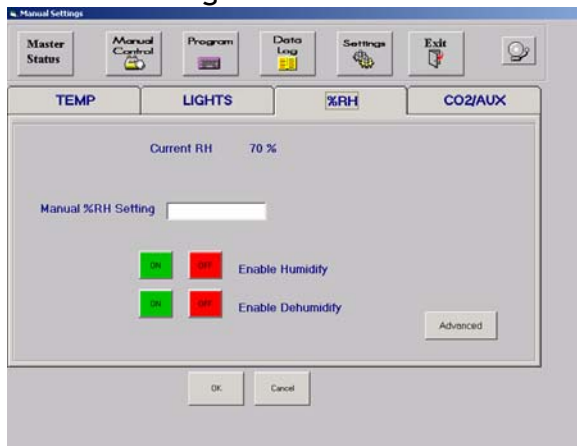 Manual Settings
Master Status
Manual Control
Program
Data Log
Settings
Exit
TEMP
LIGHTS
%RH
CO2/AUX
Current RH 70 %
Manual %RH Setting
ON OFF Enable Humidify
ON OFF Enable Dehumidify
Advanced
OK Cancel